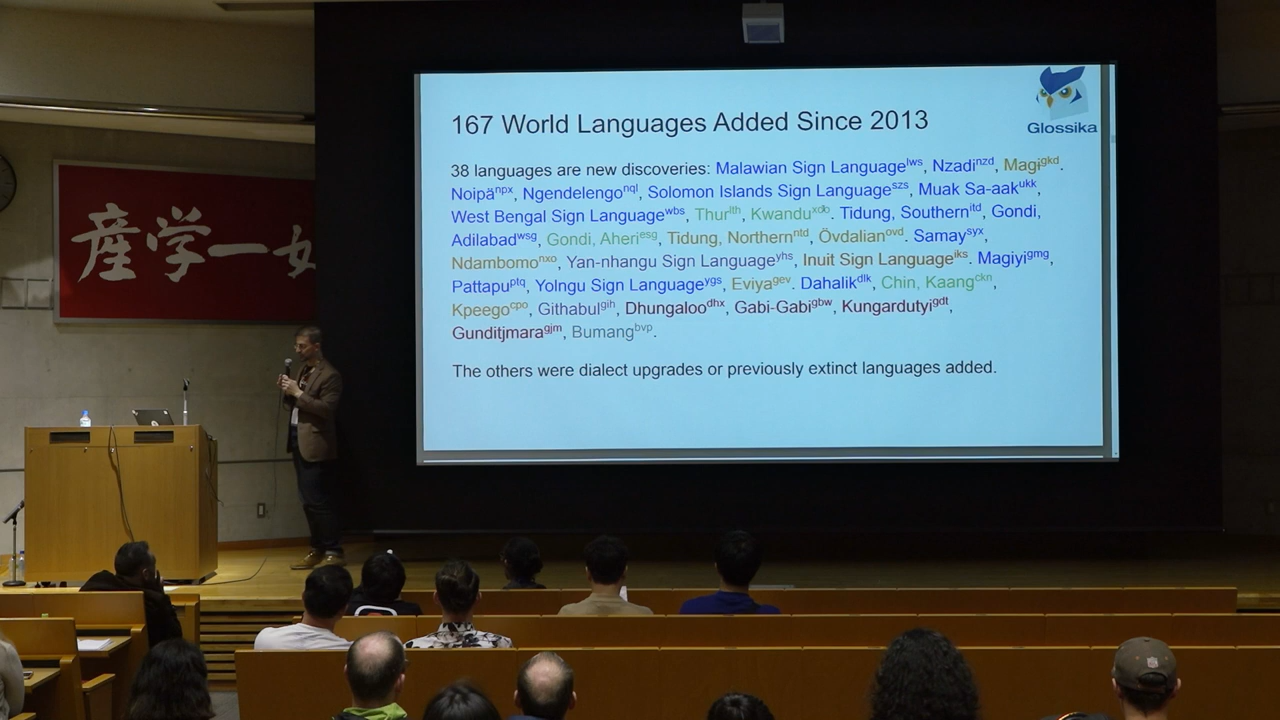 167 World Languages Added Since 2013
Glossika
38 languages are new discoveries: Malawian Sign Languagelws, Nzadinzd, Magigkd.
Noipänpx, Ngendelengonql, Solomon Islands Sign Languageszs, Muak Sa-aakukk,
West Bengal Sign Languagewbs, Thurlth, Kwanduxdo. Tidung, Southernitd, Gondi,
Adilabadwsg, Gondi, Aheriesg, Tidung, Northernntd, Övdalianovd. Samaysyx,
Ndambomonxo, Yan-nhangu Sign Languageyhs, Inuit Sign Languageiks. Magiyigmg,
Pattapuptq, Yolngu Sign Languageygs, Eviyagev. Dahalikdlk, Chin, Kaangckn,
Kpeegocpo, Githabulgih, Dhungaloodhx, Gabi-Gabigbw, Kungardutyigdt,
Gunditjmaragjm, Bumangbvp.
The others were dialect upgrades or previously extinct languages added.
産学一如